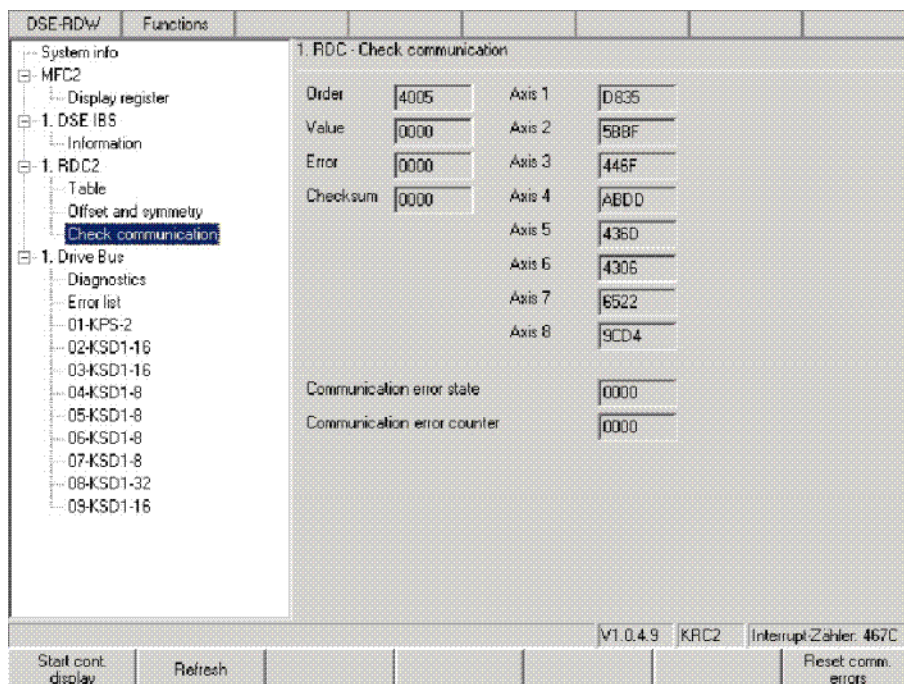 DSE-RDW Functions
System info
MFC2
Display register
1. DSE IBS
Information
1. RDC2
Table
Offset and symmetry
Check communication
1. Drive Bus
Diagnostics
Error list
01-KPS-2
02-KSD1-16
03-KSD1-16
04-KSD1-8
05-KSD1-8
06-KSD1-8
07-KSD1-8
08-KSD1-32
09-KSD1-16
1. RDC - Check communication
Order 4005 Axis 1 D835
Value 0000 Axis 2 5BBF
Error 0000 Axis 3 446F
Checksum 0000 Axis 4 ABDD
Axis 5 436D
Axis 6 4306
Axis 7 6522
Axis 8 9CD4
Communication error state 0000
Communication error counter 0000
V1.0.4.9 KRC2 Interrupt-Zähler: 467C
Start cont. display Refresh Reset comm. errors